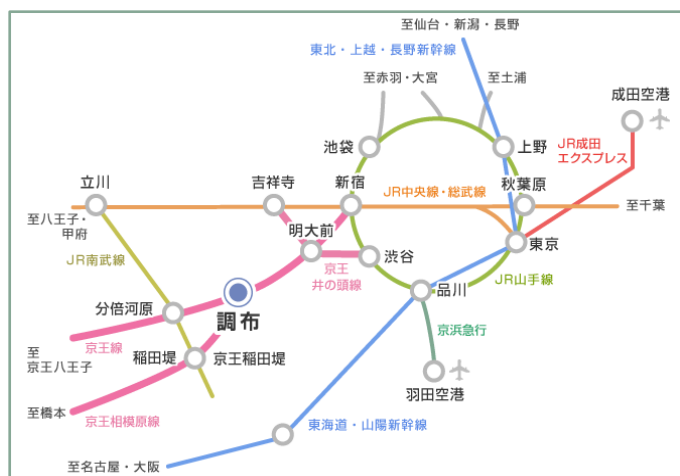 至仙台・新潟・長野
東北・上越・長野新幹線
至赤羽・大宮
至土浦
成田空港
池袋
上野
JR成田
エクスプレス
立川
吉祥寺
新宿
JR中央線・総武線
秋葉原
至八王子・
甲府
至千葉
明大前
東京
JR南武線
京王
井の頭線
渋谷
JR山手線
品川
分倍河原
調布
京浜急行
京王線
至
京王八王子
稲田堤
京王稲田堤
羽田空港
至橋本
京王相模原線
東海道・山陽新幹線
至名古屋・大阪